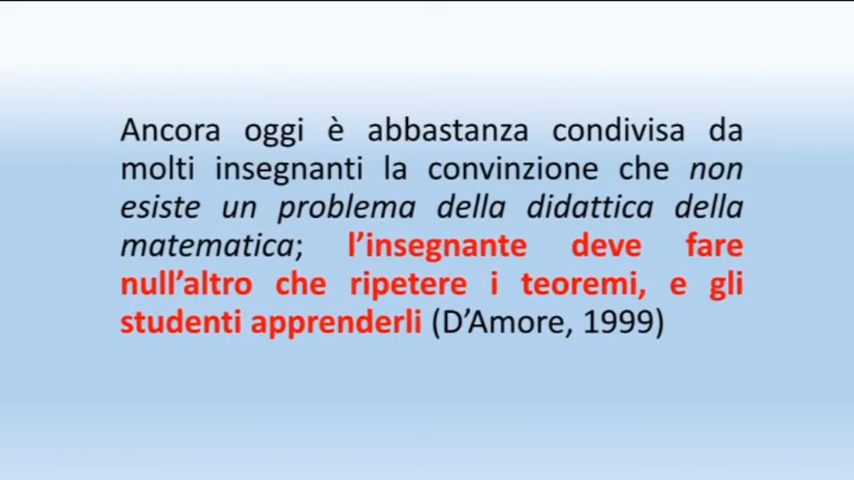 Ancora oggi è abbastanza condivisa da
molti insegnanti la convinzione che non
esiste un problema della didattica della
matematica; l’insegnante deve fare
null’altro che ripetere i teoremi, e gli
studenti apprenderli (D’Amore, 1999)